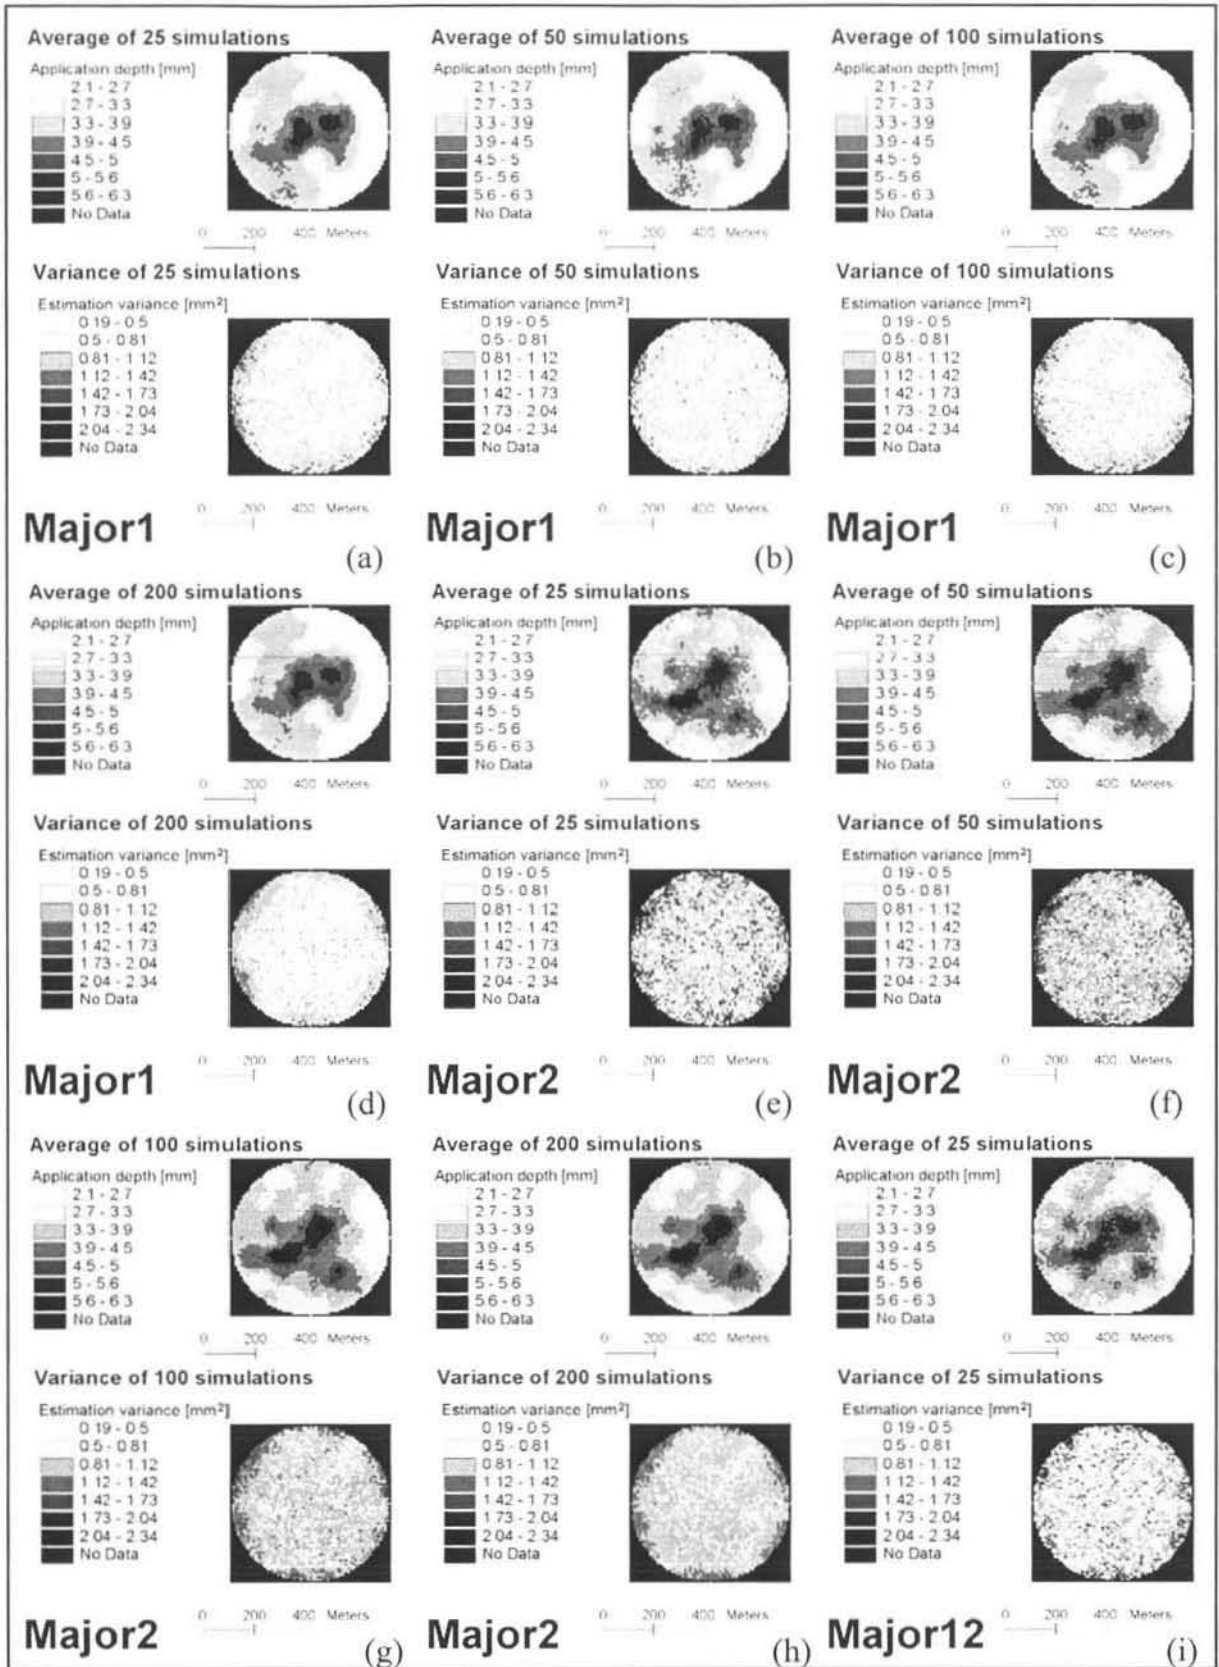 Average of 25 simulations
Application depth [mm]
2 1 - 2 7
2 7 - 3 3
3 3 - 3 9
3 9 - 4 5
4 5 - 5
5 - 5 6
5 6 - 6 3
No Data
0 200 400 Meters
Variance of 25 simulations
Estimation variance [mm²]
0 19 - 0 5
0 5 - 0 81
0 81 - 1 12
1 12 - 1 42
1 42 - 1 73
1 73 - 2 04
2 04 - 2 34
No Data
0 200 400 Meters
Major1
(a)
Average of 50 simulations
Application depth [mm]
2 1 - 2 7
2 7 - 3 3
3 3 - 3 9
3 9 - 4 5
4 5 - 5
5 - 5 6
5 6 - 6 3
No Data
0 200 400 Meters
Variance of 50 simulations
Estimation variance [mm²]
0 19 - 0 5
0 5 - 0 81
0 81 - 1 12
1 12 - 1 42
1 42 - 1 73
1 73 - 2 04
2 04 - 2 34
No Data
0 200 400 Meters
Major1
(b)
Average of 100 simulations
Application depth [mm]
2 1 - 2 7
2 7 - 3 3
3 3 - 3 9
3 9 - 4 5
4 5 - 5
5 - 5 6
5 6 - 6 3
No Data
0 200 400 Meters
Variance of 100 simulations
Estimation variance [mm²]
0 19 - 0 5
0 5 - 0 81
0 81 - 1 12
1 12 - 1 42
1 42 - 1 73
1 73 - 2 04
2 04 - 2 34
No Data
0 200 400 Meters
Major1
(c)
Average of 200 simulations
Application depth [mm]
2 1 - 2 7
2 7 - 3 3
3 3 - 3 9
3 9 - 4 5
4 5 - 5
5 - 5 6
5 6 - 6 3
No Data
0 200 400 Meters
Variance of 200 simulations
Estimation variance [mm²]
0 19 - 0 5
0 5 - 0 81
0 81 - 1 12
1 12 - 1 42
1 42 - 1 73
1 73 - 2 04
2 04 - 2 34
No Data
0 200 400 Meters
Major1
(d)
Average of 25 simulations
Application depth [mm]
2 1 - 2 7
2 7 - 3 3
3 3 - 3 9
3 9 - 4 5
4 5 - 5
5 - 5 6
5 6 - 6 3
No Data
0 200 400 Meters
Variance of 25 simulations
Estimation variance [mm²]
0 19 - 0 5
0 5 - 0 81
0 81 - 1 12
1 12 - 1 42
1 42 - 1 73
1 73 - 2 04
2 04 - 2 34
No Data
0 200 400 Meters
Major2
(e)
Average of 50 simulations
Application depth [mm]
2 1 - 2 7
2 7 - 3 3
3 3 - 3 9
3 9 - 4 5
4 5 - 5
5 - 5 6
5 6 - 6 3
No Data
0 200 400 Meters
Variance of 50 simulations
Estimation variance [mm²]
0 19 - 0 5
0 5 - 0 81
0 81 - 1 12
1 12 - 1 42
1 42 - 1 73
1 73 - 2 04
2 04 - 2 34
No Data
0 200 400 Meters
Major2
(f)
Average of 100 simulations
Application depth [mm]
2 1 - 2 7
2 7 - 3 3
3 3 - 3 9
3 9 - 4 5
4 5 - 5
5 - 5 6
5 6 - 6 3
No Data
0 200 400 Meters
Variance of 100 simulations
Estimation variance [mm²]
0 19 - 0 5
0 5 - 0 81
0 81 - 1 12
1 12 - 1 42
1 42 - 1 73
1 73 - 2 04
2 04 - 2 34
No Data
0 200 400 Meters
Major2
(g)
Average of 200 simulations
Application depth [mm]
2 1 - 2 7
2 7 - 3 3
3 3 - 3 9
3 9 - 4 5
4 5 - 5
5 - 5 6
5 6 - 6 3
No Data
0 200 400 Meters
Variance of 200 simulations
Estimation variance [mm²]
0 19 - 0 5
0 5 - 0 81
0 81 - 1 12
1 12 - 1 42
1 42 - 1 73
1 73 - 2 04
2 04 - 2 34
No Data
0 200 400 Meters
Major2
(h)
Average of 25 simulations
Application depth [mm]
2 1 - 2 7
2 7 - 3 3
3 3 - 3 9
3 9 - 4 5
4 5 - 5
5 - 5 6
5 6 - 6 3
No Data
0 200 400 Meters
Variance of 25 simulations
Estimation variance [mm²]
0 19 - 0 5
0 5 - 0 81
0 81 - 1 12
1 12 - 1 42
1 42 - 1 73
1 73 - 2 04
2 04 - 2 34
No Data
0 200 400 Meters
Major12
(i)